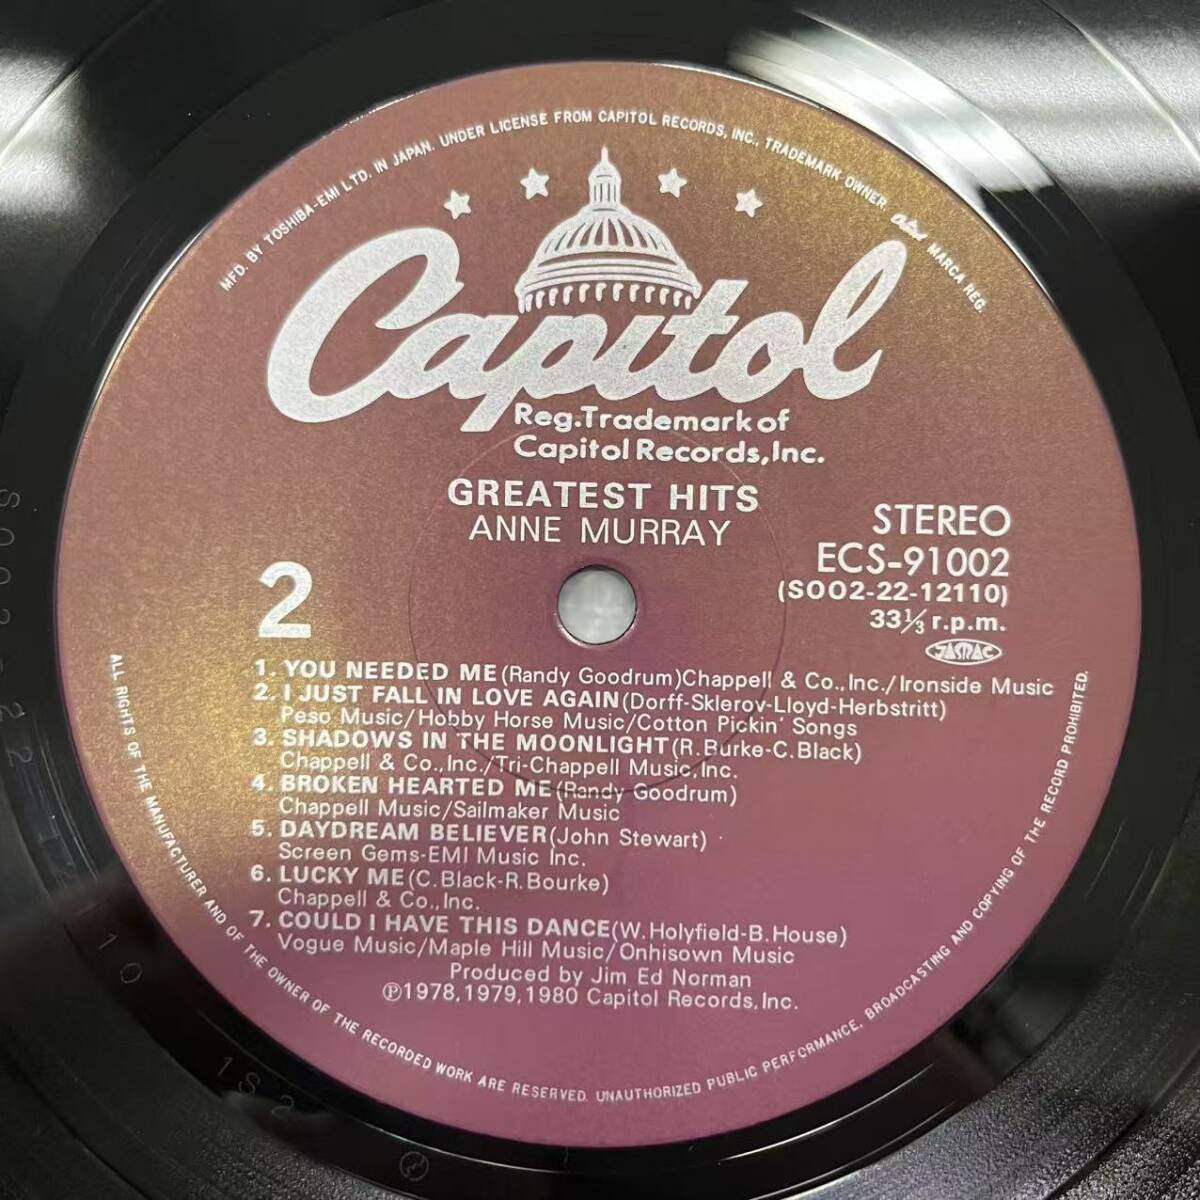 MFD. BY TOSHIBA-EMI LTD. IN JAPAN. UNDER LICENSE FROM CAPITOL RECORDS, INC., TRADEMARK OWNER Capitol MARCA REG.
Capitol
Reg.Trademark of
Capitol Records,Inc.
GREATEST HITS
ANNE MURRAY
STEREO
ECS-91002
(SOO2-22-12110)
33⅓ r.p.m.
JASRAC
2
1. YOU NEEDED ME(Randy Goodrum)Chappell & Co.,Inc./Ironside Music
2. I JUST FALL IN LOVE AGAIN(Dorff-Sklerov-Lloyd-Herbstritt)
Peso Music/Hobby Horse Music/Cotton Pickin' Songs
3. SHADOWS IN THE MOONLIGHT(R.Burke-C.Black)
Chappell & Co.,Inc./Tri-Chappell Music,Inc.
4. BROKEN HEARTED ME(Randy Goodrum)
Chappell Music/Sailmaker Music
5. DAYDREAM BELIEVER(John Stewart)
Screen Gems-EMI Music Inc.
6. LUCKY ME(C.Black-R.Bourke)
Chappell & Co.,Inc.
7. COULD I HAVE THIS DANCE(W.Holyfield-B.House)
Vogue Music/Maple Hill Music/Onhisown Music
Produced by Jim Ed Norman
℗1978,1979,1980 Capitol Records,Inc.
ALL RIGHTS OF THE MANUFACTURER AND OF THE OWNER OF THE RECORDED WORK ARE RESERVED. UNAUTHORIZED PUBLIC PERFORMANCE, BROADCASTING AND COPYING OF THE RECORD PROHIBITED.
1S 2